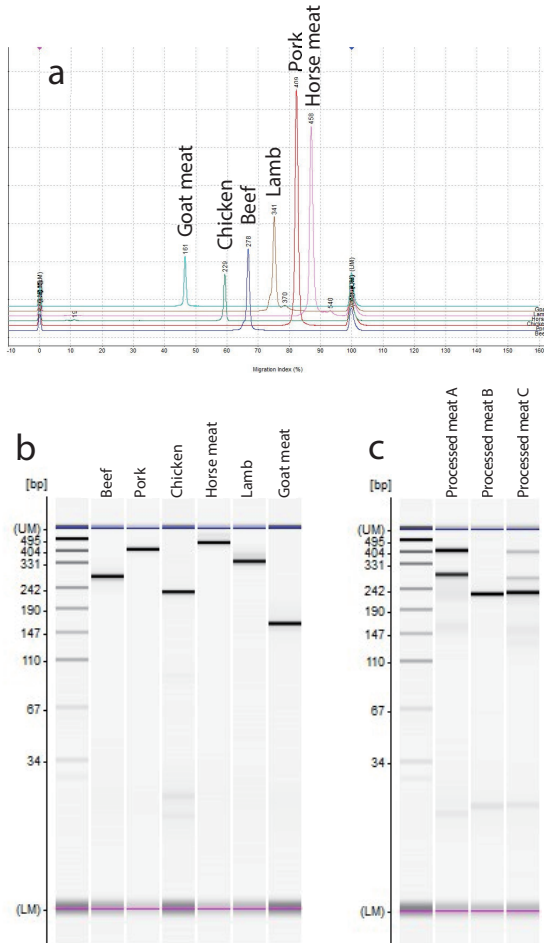 a
Goat meat
Chicken
Beef
Lamb
Pork
Horse meat
161
229
278
341
370
409
458
540
-10 0 10 20 30 40 50 60 70 80 90 100 110 120 130 140 150 160
Migration Index (%)
b
[bp]
Beef
Pork
Chicken
Horse meat
Lamb
Goat meat
(UM)
495
404
331
242
190
147
110
67
34
(LM)
c
[bp]
Processed meat A
Processed meat B
Processed meat C
(UM)
495
404
331
242
190
147
110
67
34
(LM)